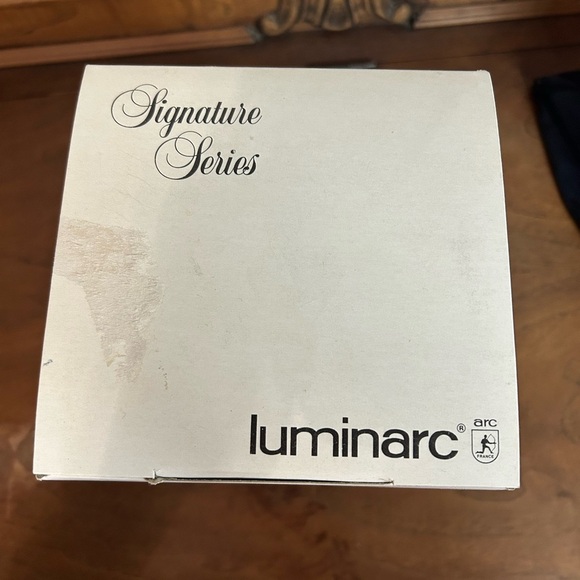 Signature
Series
luminarc®
arc
FRANCE